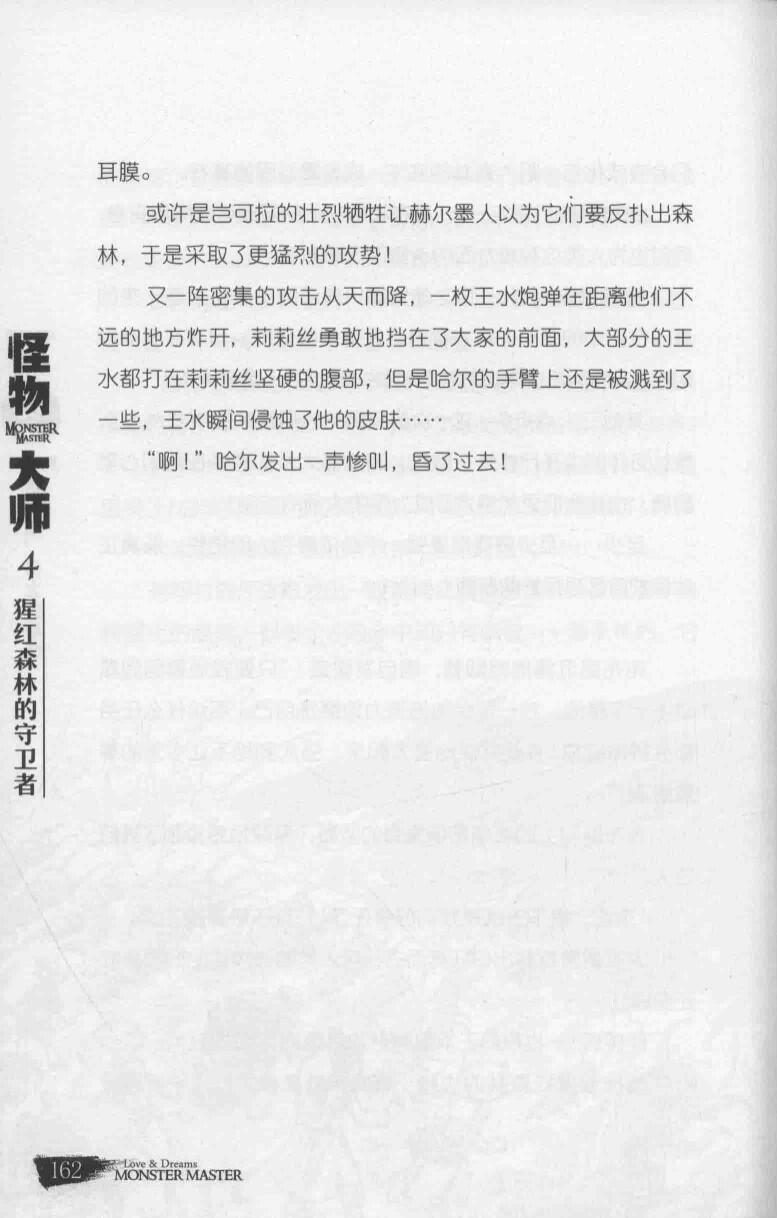 耳膜。
或许是岂可拉的壮烈牺牲让赫尔墨人以为它们要反扑出森
林，于是采取了更猛烈的攻势！
又一阵密集的攻击从天而降，一枚王水炮弹在距离他们不
远的地方炸开，莉莉丝勇敢地挡在了大家的前面，大部分的王
水都打在莉莉丝坚硬的腹部，但是哈尔的手臂上还是被溅到了
一些，王水瞬间侵蚀了他的皮肤……
“啊！”哈尔发出一声惨叫，昏了过去！
怪物
MONSTER
MASTER
大师
4
猩红森林的守卫者
162
Love & Dreams
MONSTER MASTER